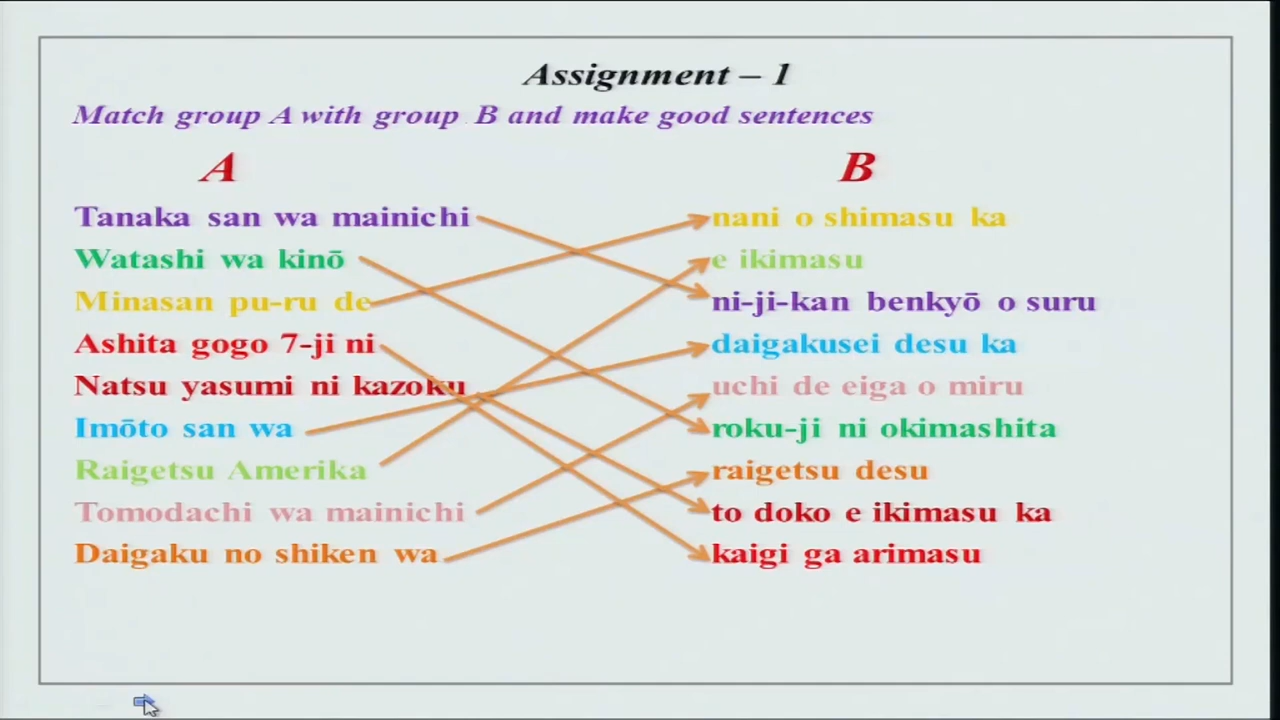 Assignment – 1
Match group A with group B and make good sentences
A
B
Tanaka san wa mainichi
nani o shimasu ka
Watashi wa kinō
e ikimasu
Minasan pu-ru de
ni-ji-kan benkyō o suru
Ashita gogo 7-ji ni
daigakusei desu ka
Natsu yasumi ni kazoku
uchi de eiga o miru
Imōto san wa
roku-ji ni okimashita
Raigetsu Amerika
raigetsu desu
Tomodachi wa mainichi
to doko e ikimasu ka
Daigaku no shiken wa
kaigi ga arimasu